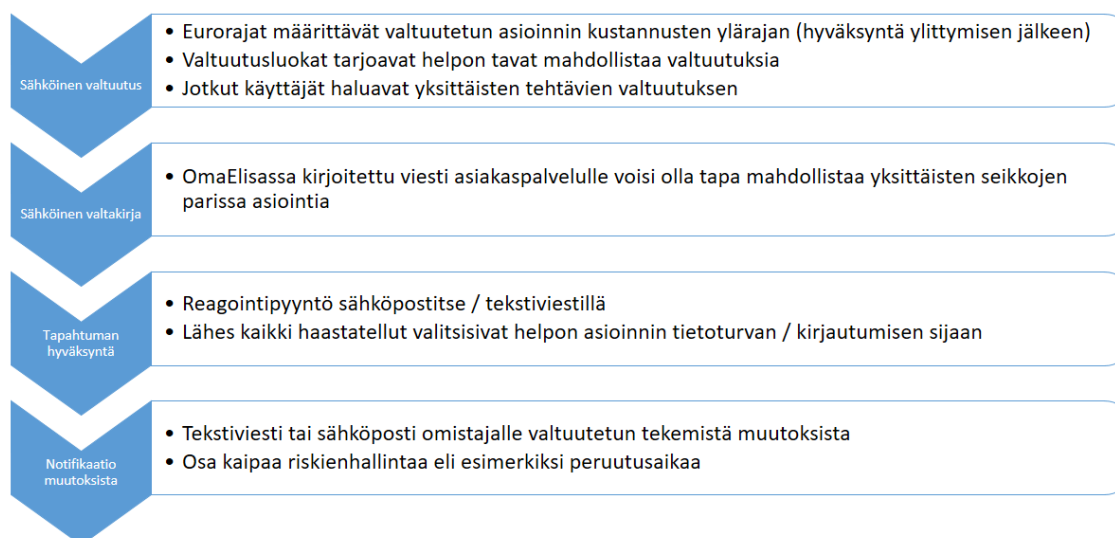 Sähköinen valtuutus
• Eurorajat määrittävät valtuutetun asioinnin kustannusten ylärajan (hyväksyntä ylittymisen jälkeen)
• Valtuutusluokat tarjoavat helpon tavat mahdollistaa valtuutuksia
• Jotkut käyttäjät haluavat yksittäisten tehtävien valtuutuksen
Sähköinen valtakirja
• OmaElisassa kirjoitettu viesti asiakaspalvelulle voisi olla tapa mahdollistaa yksittäisten seikkojen
parissa asiointia
Tapahtuman
hyväksyntä
• Reagointipyyntö sähköpostitse / tekstiviestillä
• Lähes kaikki haastatellut valitsisivat helpon asioinnin tietoturvan / kirjautumisen sijaan
Notifikaatio
muutoksista
• Tekstiviesti tai sähköposti omistajalle valtuutetun tekemistä muutoksista
• Osa kaipaa riskienhallintaa eli esimerkiksi peruutusaikaa